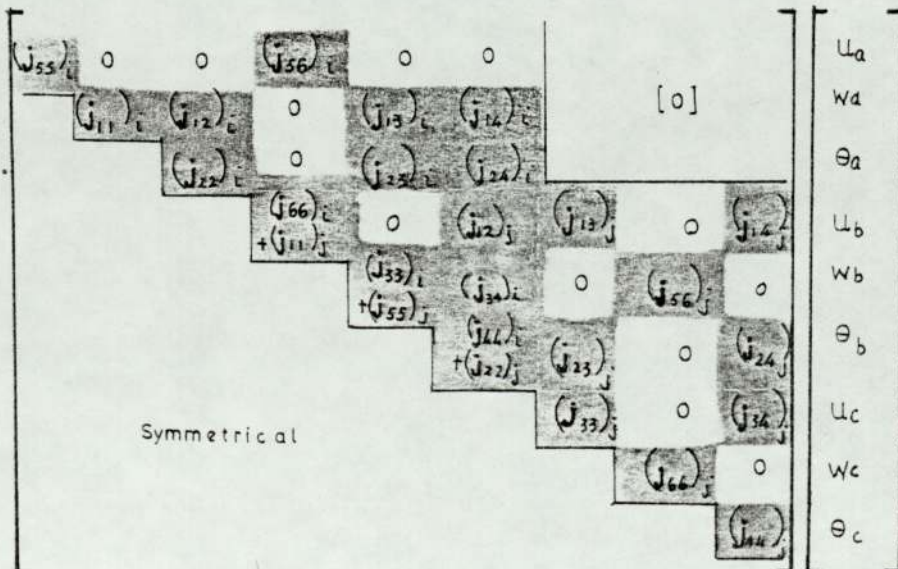 (j55)i 0 0 (j56)i 0 0 ua
(j11)i (j12)i 0 (j13)i (j14)i [0] wa
(j22)i 0 (j23)i (j24)i θa
(j66)i +(j11)j 0 (j12)j (j13)j 0 (j14)j ub
(j33)i +(j55)j (j34)i 0 (j56)j 0 wb
(j44)i +(j22)j (j23)j 0 (j24)j θb
(j33)j 0 (j34)j uc
Symmetrical
(j66)j 0 wc
(j44)j θc